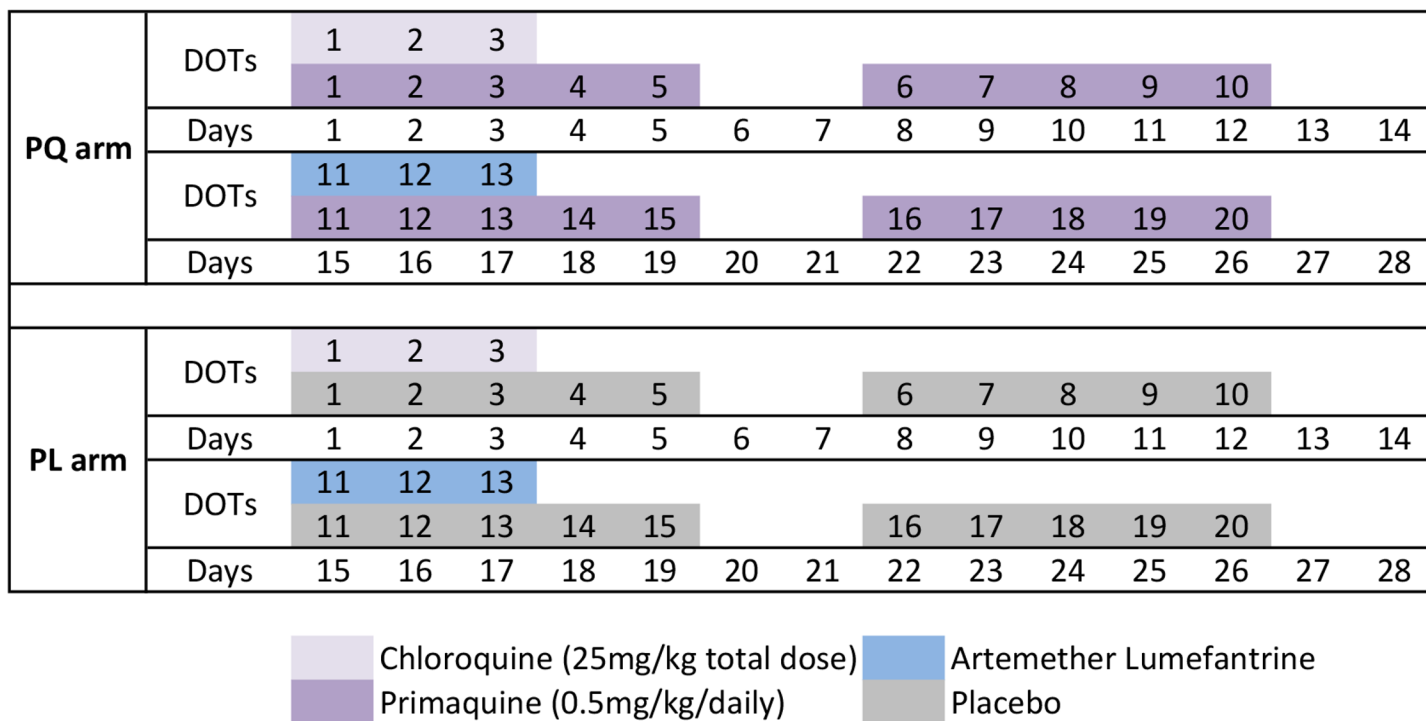 DOTs 1 2 3
1 2 3 4 5 6 7 8 9 10
PQ arm
Days 1 2 3 4 5 6 7 8 9 10 11 12 13 14
DOTs 11 12 13
11 12 13 14 15 16 17 18 19 20
Days 15 16 17 18 19 20 21 22 23 24 25 26 27 28
DOTs 1 2 3
1 2 3 4 5 6 7 8 9 10
PL arm
Days 1 2 3 4 5 6 7 8 9 10 11 12 13 14
DOTs 11 12 13
11 12 13 14 15 16 17 18 19 20
Days 15 16 17 18 19 20 21 22 23 24 25 26 27 28
Chloroquine (25mg/kg total dose) Artemether Lumefantrine
Primaquine (0.5mg/kg/daily) Placebo